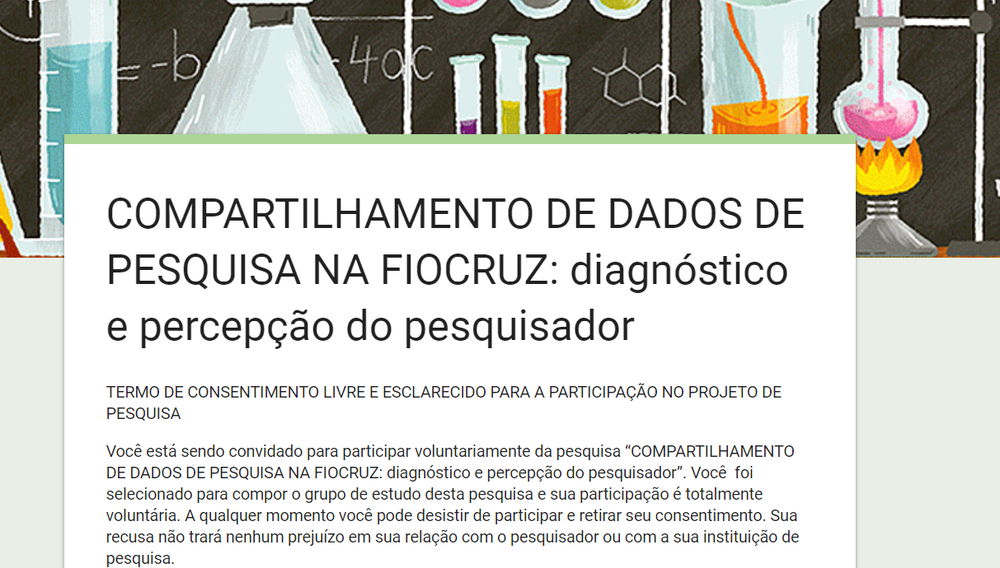 = -b
- 4ac
COMPARTILHAMENTO DE DADOS DE
PESQUISA NA FIOCRUZ: diagnóstico
e percepção do pesquisador
TERMO DE CONSENTIMENTO LIVRE E ESCLARECIDO PARA A PARTICIPAÇÃO NO PROJETO DE
PESQUISA
Você está sendo convidado para participar voluntariamente da pesquisa “COMPARTILHAMENTO
DE DADOS DE PESQUISA NA FIOCRUZ: diagnóstico e percepção do pesquisador”. Você  foi
selecionado para compor o grupo de estudo desta pesquisa e sua participação é totalmente
voluntária. A qualquer momento você pode desistir de participar e retirar seu consentimento. Sua
recusa não trará nenhum prejuízo em sua relação com o pesquisador ou com a sua instituição de
pesquisa.